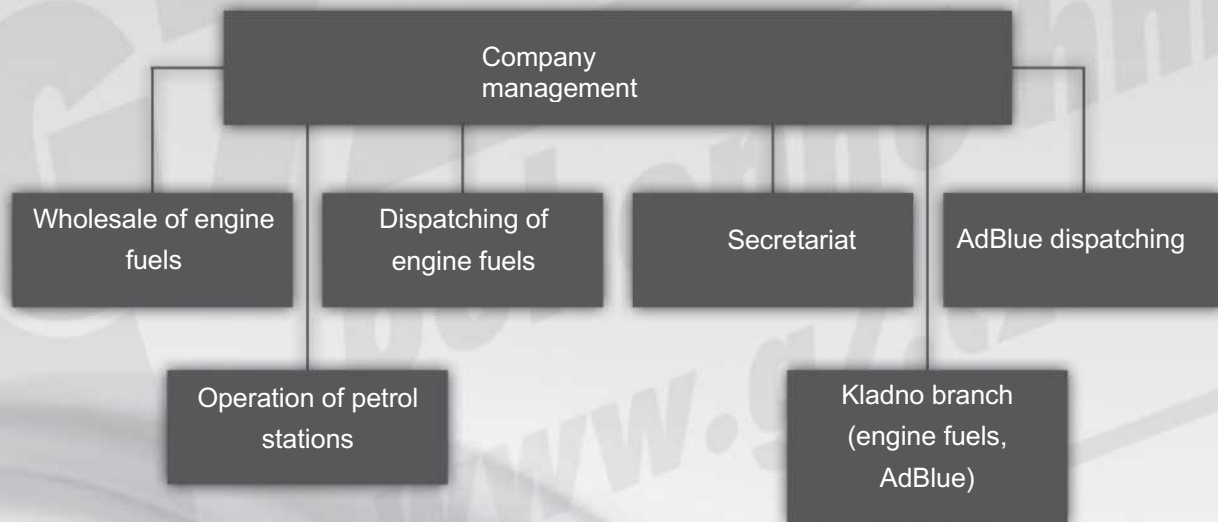 Company
management
Wholesale of engine
fuels
Dispatching of
engine fuels
Secretariat
AdBlue dispatching
Operation of petrol
stations
Kladno branch
(engine fuels,
AdBlue)